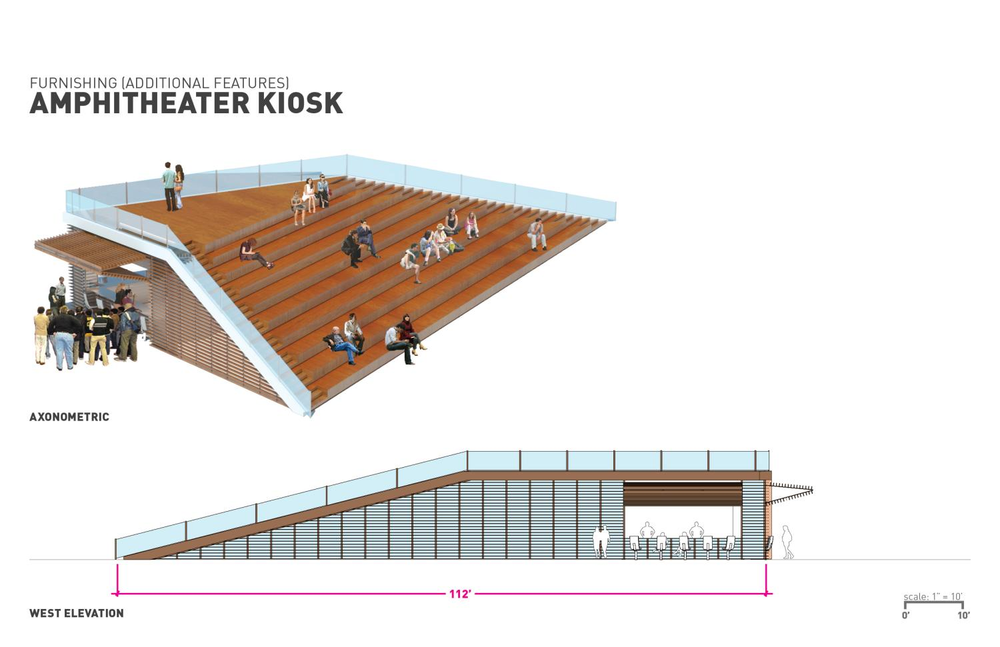 FURNISHING (ADDITIONAL FEATURES)
AMPHITHEATER KIOSK
AXONOMETRIC
112'
WEST ELEVATION
scale: 1" = 10'
0' 10'